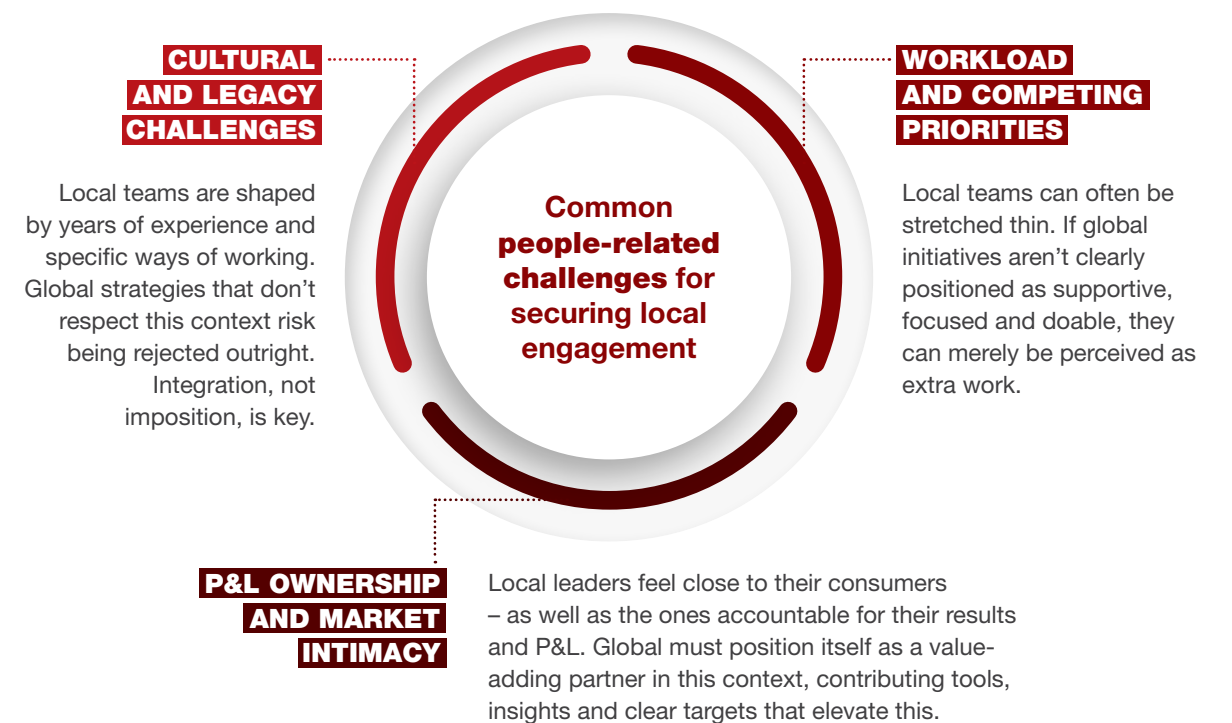 CULTURAL
AND LEGACY
CHALLENGES
Local teams are shaped
by years of experience and
specific ways of working.
Global strategies that don’t
respect this context risk
being rejected outright.
Integration, not
imposition, is key.
Common
people-related
challenges for
securing local
engagement
WORKLOAD
AND COMPETING
PRIORITIES
Local teams can often be
stretched thin. If global
initiatives aren’t clearly
positioned as supportive,
focused and doable, they
can merely be perceived as
extra work.
P&L OWNERSHIP
AND MARKET
INTIMACY
Local leaders feel close to their consumers
– as well as the ones accountable for their results
and P&L. Global must position itself as a value-
adding partner in this context, contributing tools,
insights and clear targets that elevate this.